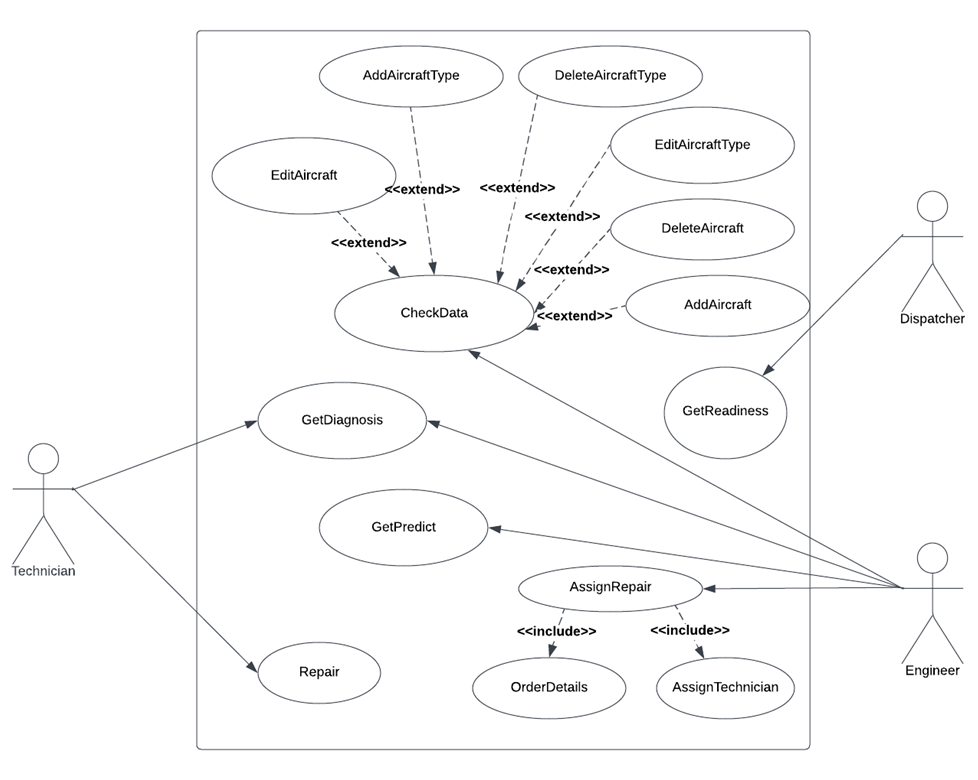 AddAircraftType
DeleteAircraftType
EditAircraftType
EditAircraft
<<extend>>
<<extend>>
<<extend>>
<<extend>>
DeleteAircraft
<<extend>>
AddAircraft
<<extend>>
CheckData
Dispatcher
GetReadiness
GetDiagnosis
GetPredict
Technician
AssignRepair
<<include>>
<<include>>
Repair
OrderDetails
AssignTechnician
Engineer